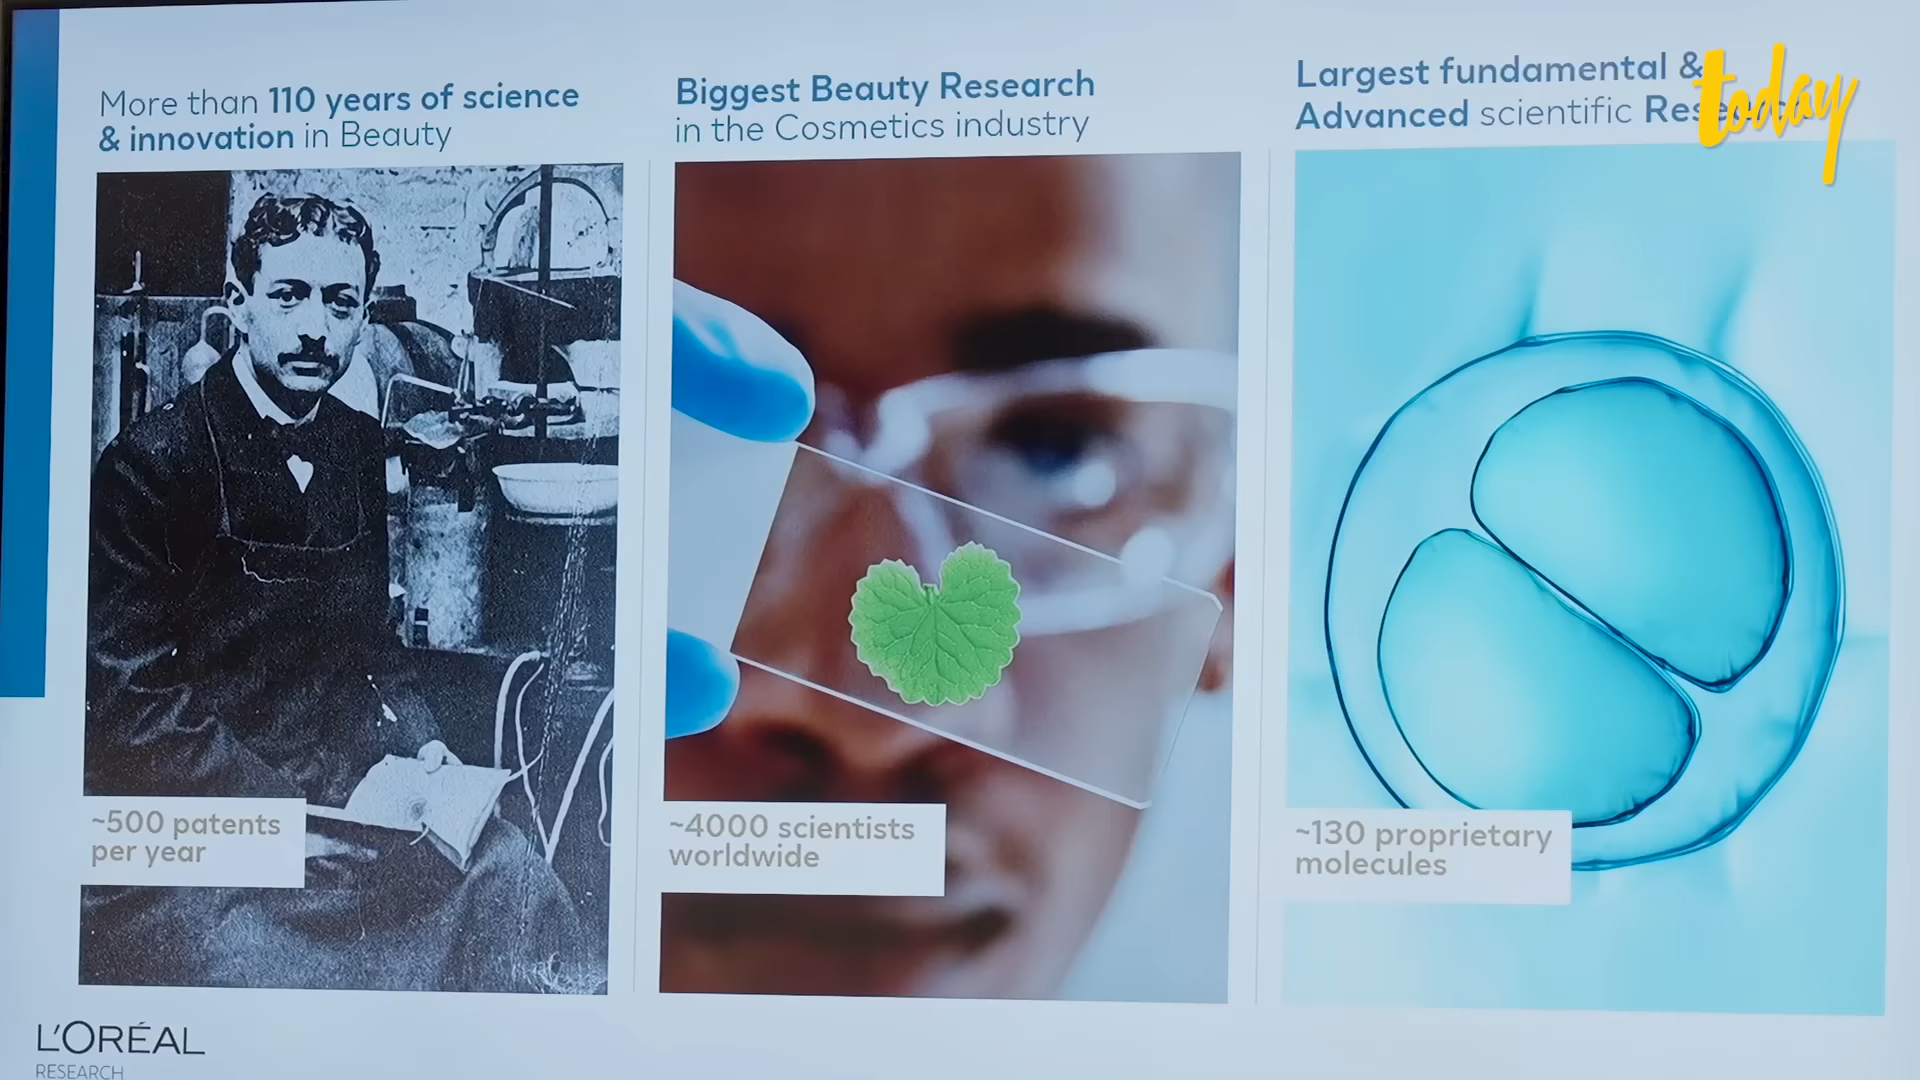 More than 110 years of science
& innovation in Beauty
~500 patents
per year
Biggest Beauty Research
in the Cosmetics industry
~4000 scientists
worldwide
Largest fundamental &
Advanced scientific
~130 proprietary
molecules
today
L'ORÉAL
RESEARCH